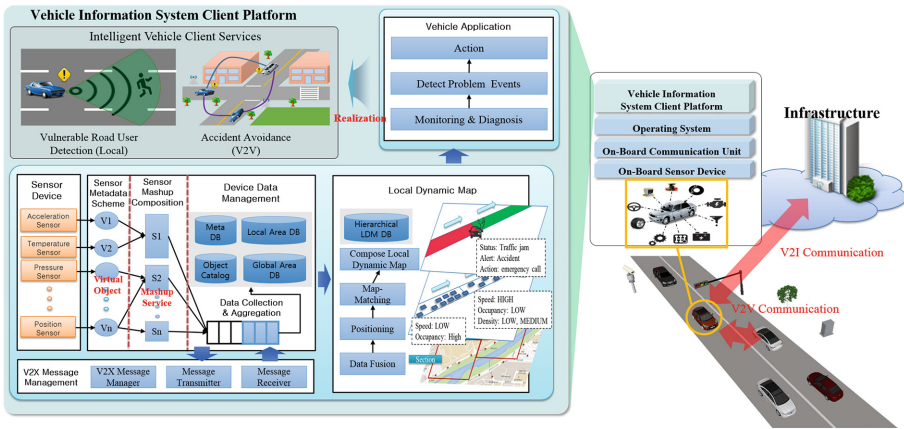 Vehicle Information System Client Platform
Intelligent Vehicle Client Services
Vulnerable Road User
Detection (Local)
Accident Avoidance
(V2V)
Realization
Vehicle Application
Action
Detect Problem Events
Monitoring & Diagnosis
Sensor
Device
Acceleration
Sensor
Temperature
Sensor
Pressure
Sensor
Position
Sensor
Sensor
Metadata
Scheme
V1
V2
Virtual
Object
Vn
Sensor
Mashup
Composition
S1
S2
Mashup
Service
Sn
Device Data
Management
Meta
DB
Local Area
DB
Object
Catalog
Global Area
DB
Data Collection
& Aggregation
Local Dynamic Map
Hierarchical
LDM DB
Compose Local
Dynamic Map
Map-
Matching
Positioning
Data Fusion
Status: Traffic jam
Alert: Accident
Action: emergency call
Speed: HIGH
Occupancy: LOW
Density: LOW, MEDIUM
Speed: LOW
Occupancy: High
Section
V2X Message
Management
V2X Message
Manager
Message
Transmitter
Message
Receiver
Vehicle Information
System Client Platform
Operating System
On-Board Communication Unit
On-Board Sensor Device
Infrastructure
V2I Communication
V2V Communication